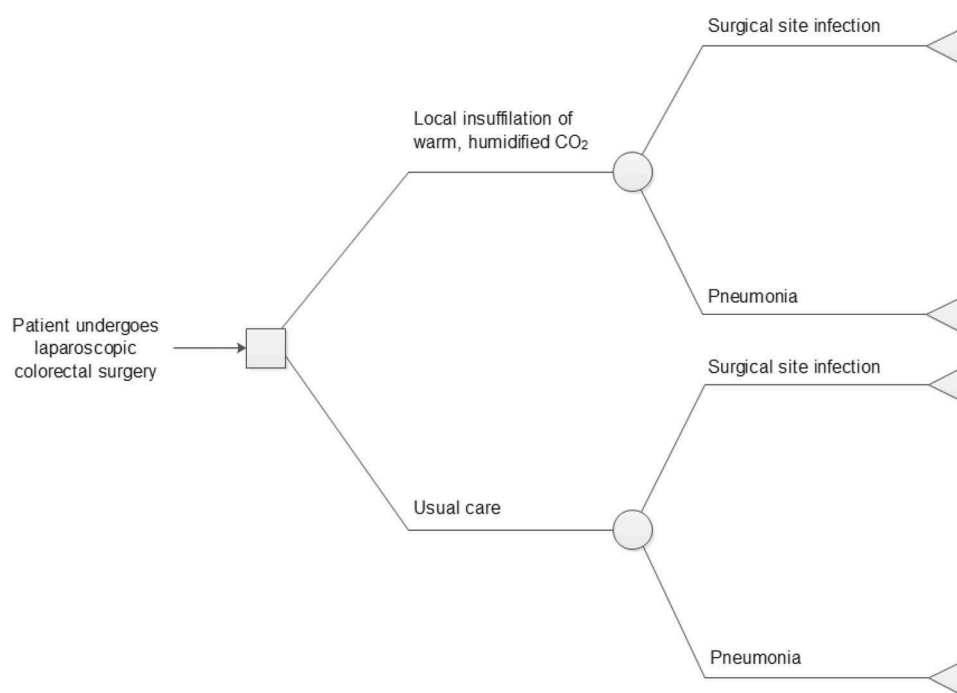 Surgical site infection
Local insuffilation of
warm, humidified CO₂
Pneumonia
Patient undergoes
laparoscopic
colorectal surgery
Surgical site infection
Usual care
Pneumonia